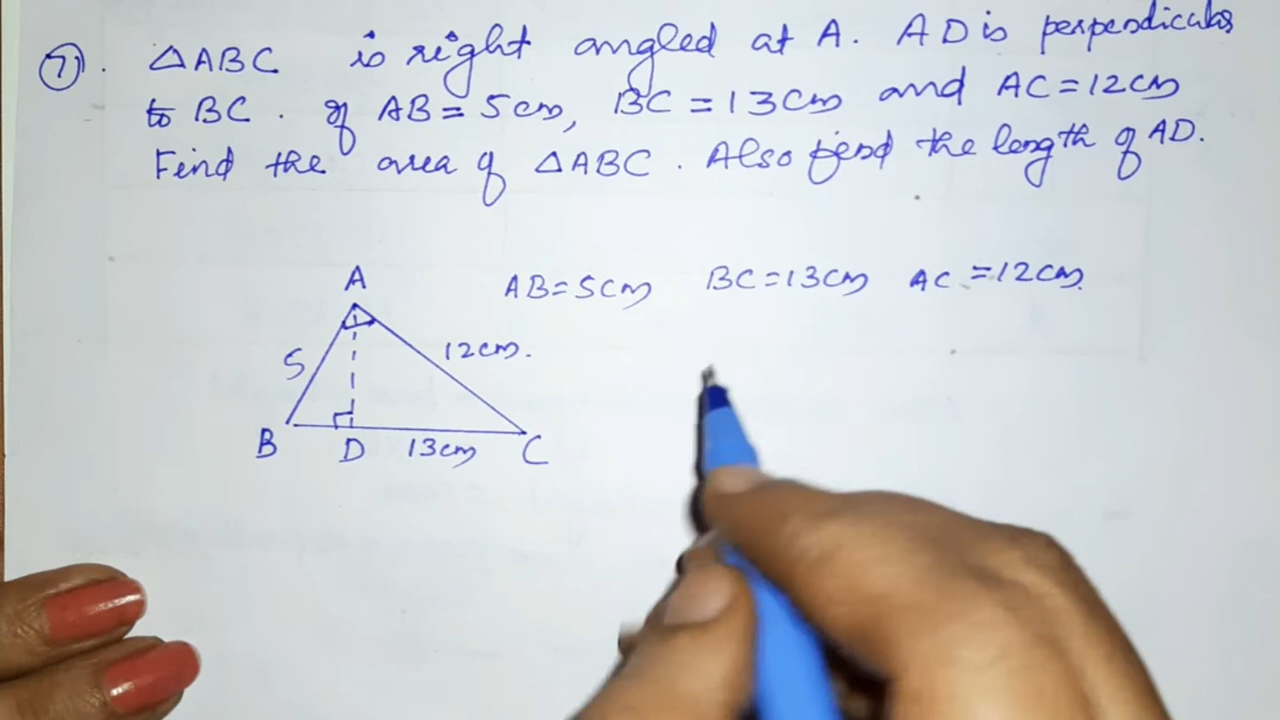 7. △ABC is right angled at A. AD is perpendicular
to BC. If AB = 5cm, BC = 13cm and AC = 12cm
Find the area of △ABC. Also find the length of AD.
A
AB = 5cm BC = 13cm AC = 12cm.
5
12cm.
B D 13cm C